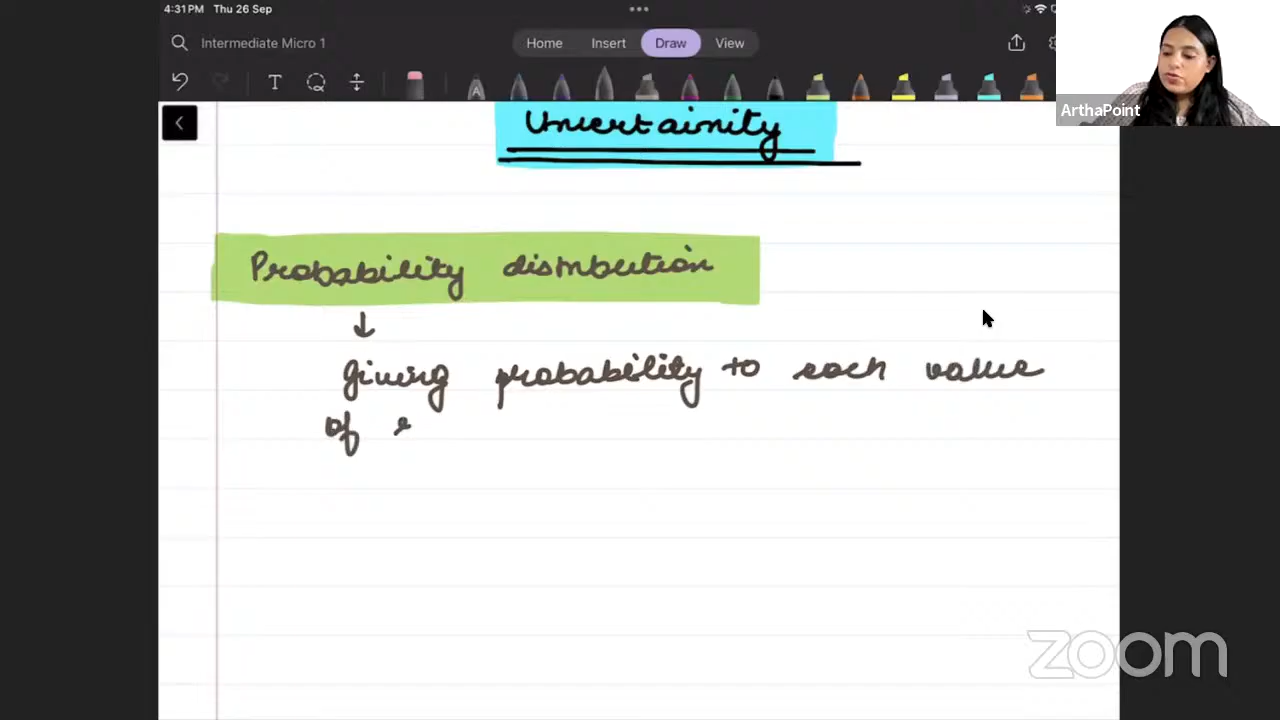 4:31 PM Thu 26 Sep
Intermediate Micro 1
Home Insert Draw View
ArthaPoint
Uncertainity
Probability distribution
giving probability to each value
of
zoom